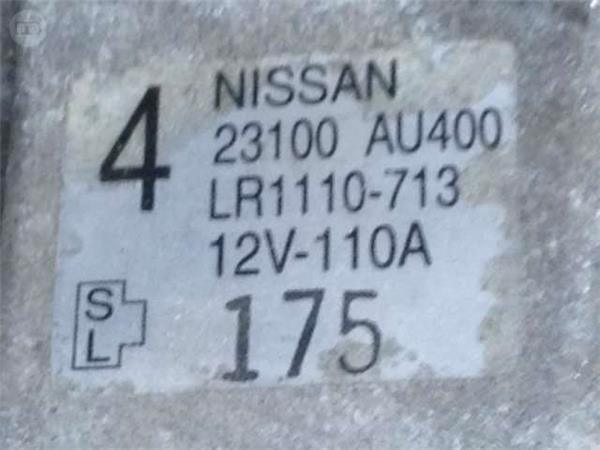 4
NISSAN
23100 AU400
LR1110-713
12V-110A
S
L
175